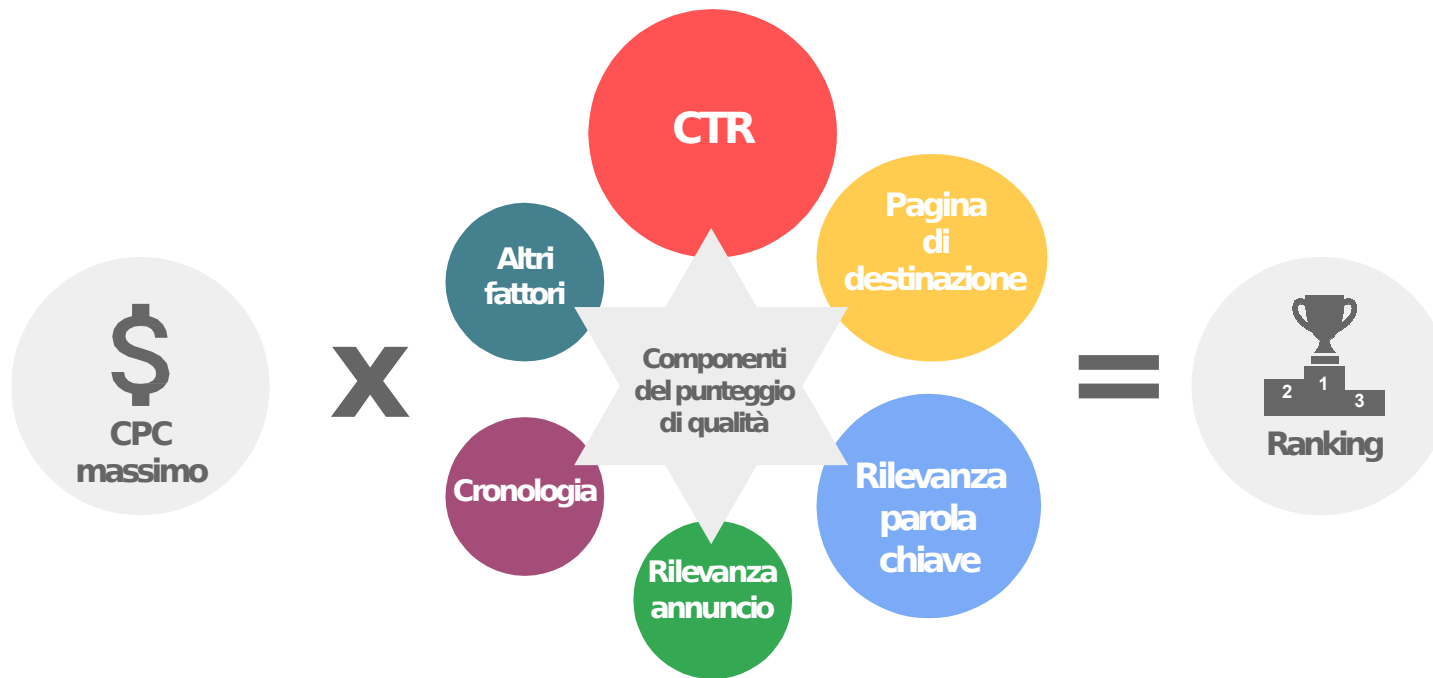 $
CPC
massimo
x
CTR
Pagina
di
destinazione
Altri
fattori
Componenti
del punteggio
di qualità
Cronologia
Rilevanza
parola
chiave
Rilevanza
annuncio
=
2 1 3
Ranking